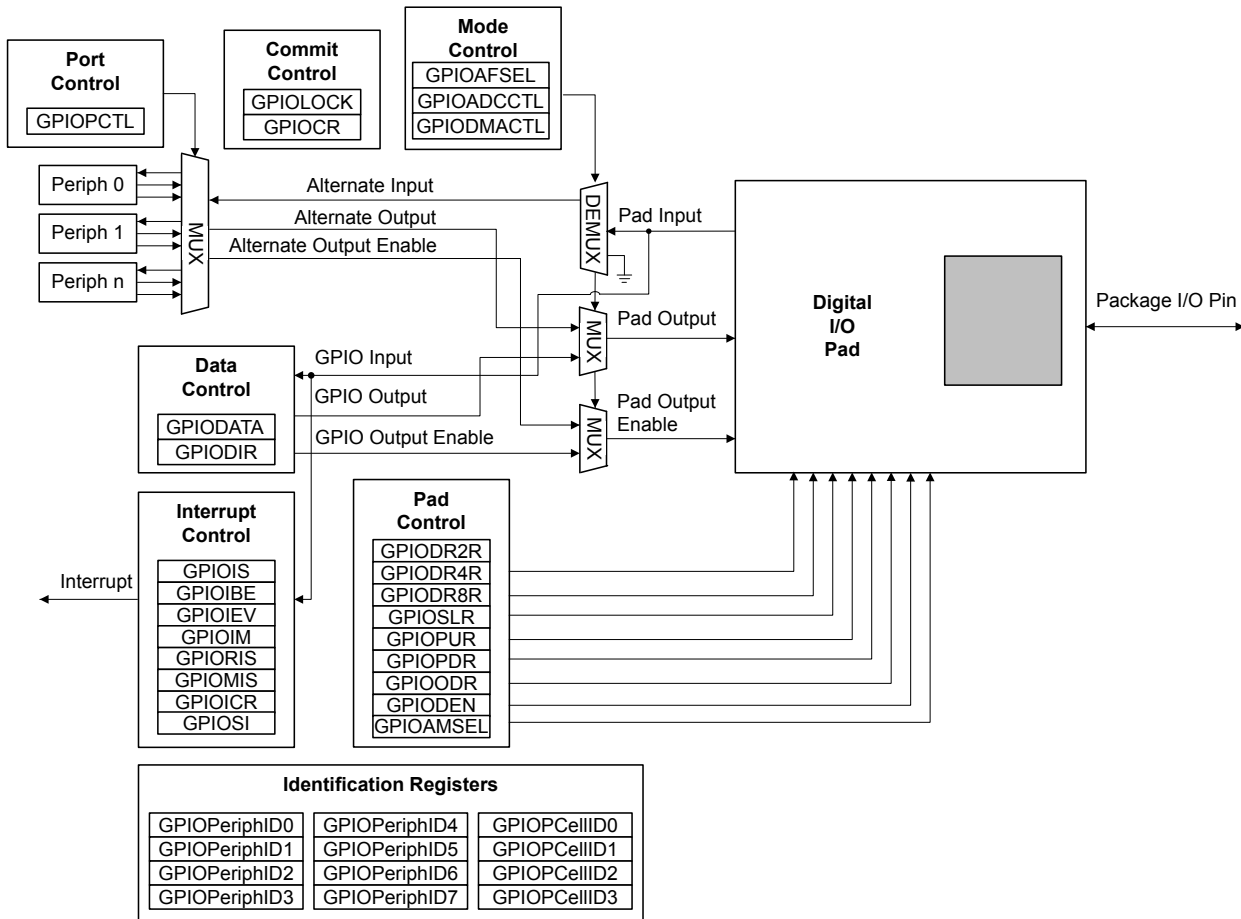 Port
Control
GPIOPCTL
Commit
Control
GPIOLOCK
GPIOCR
Mode
Control
GPIOAFSEL
GPIOADCCTL
GPIODMACTL
Periph 0
Periph 1
Periph n
MUX
Alternate Input
Alternate Output
Alternate Output Enable
DEMUX
Pad Input
MUX
Pad Output
MUX
Pad Output
Enable
Digital
I/O
Pad
Package I/O Pin
Data
Control
GPIODATA
GPIODIR
GPIO Input
GPIO Output
GPIO Output Enable
Interrupt
Control
GPIOIS
GPIOIBE
GPIOIEV
GPIOIM
GPIORIS
GPIOMIS
GPIOICR
GPIOSI
Interrupt
Pad
Control
GPIODR2R
GPIODR4R
GPIODR8R
GPIOSLR
GPIOPUR
GPIOPDR
GPIOODR
GPIODEN
GPIOAMSEL
Identification Registers
GPIOPeriphID0 GPIOPeriphID4 GPIOPCellID0
GPIOPeriphID1 GPIOPeriphID5 GPIOPCellID1
GPIOPeriphID2 GPIOPeriphID6 GPIOPCellID2
GPIOPeriphID3 GPIOPeriphID7 GPIOPCellID3